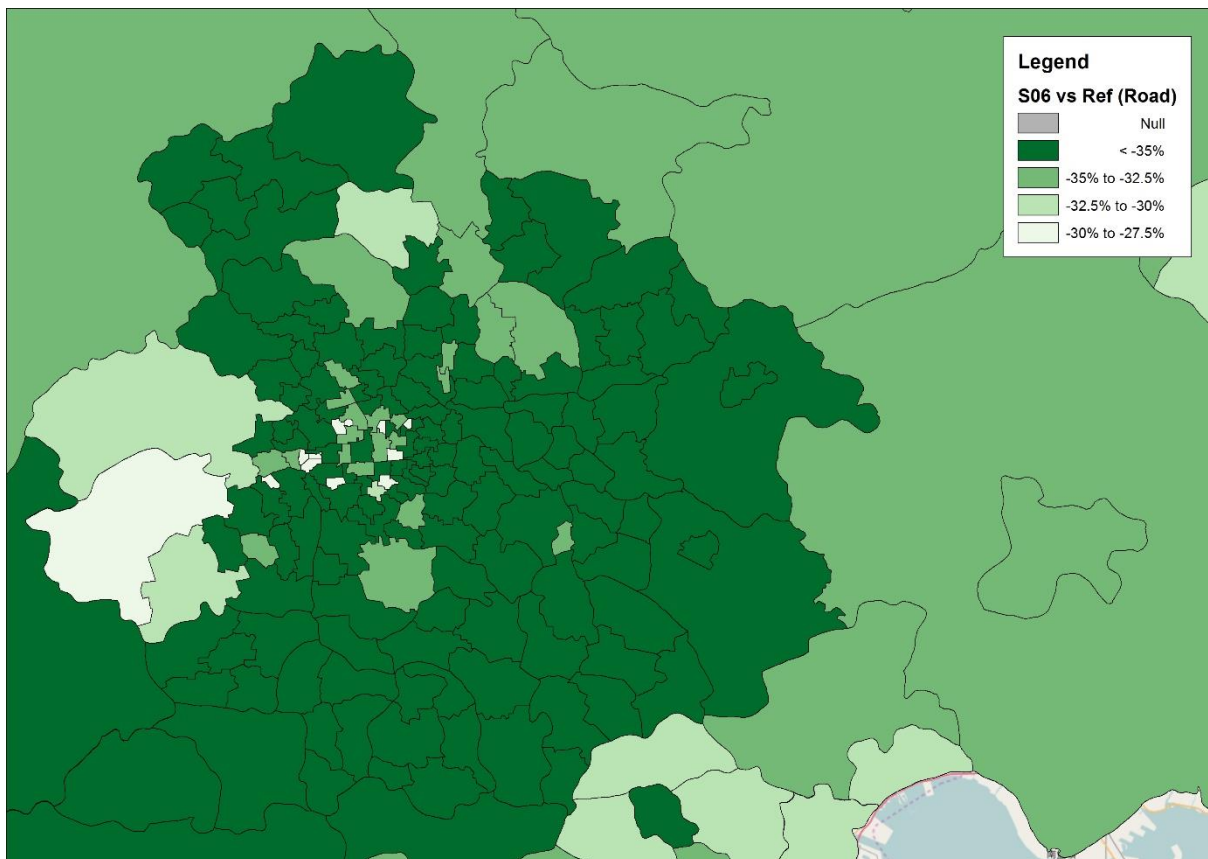 Legend
S06 vs Ref (Road)
Null
< -35%
-35% to -32.5%
-32.5% to -30%
-30% to -27.5%